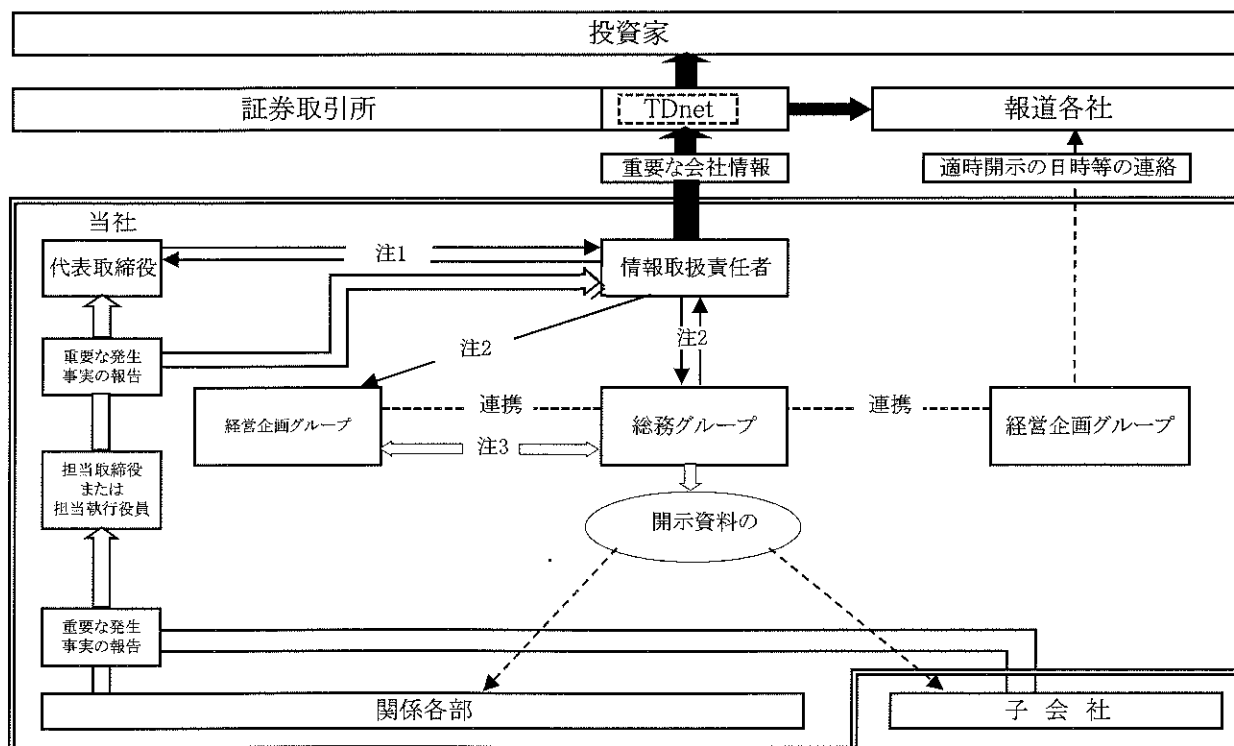 投資家
証券取引所
TDnet
報道各社
重要な会社情報
適時開示の日時等の連絡
当社
代表取締役
注1
情報取扱責任者
重要な発生
事実の報告
注2
注2
経営企画グループ
連携
総務グループ
連携
経営企画グループ
注3
担当取締役
または
担当執行役員
開示資料の
重要な発生
事実の報告
関係各部
子会社